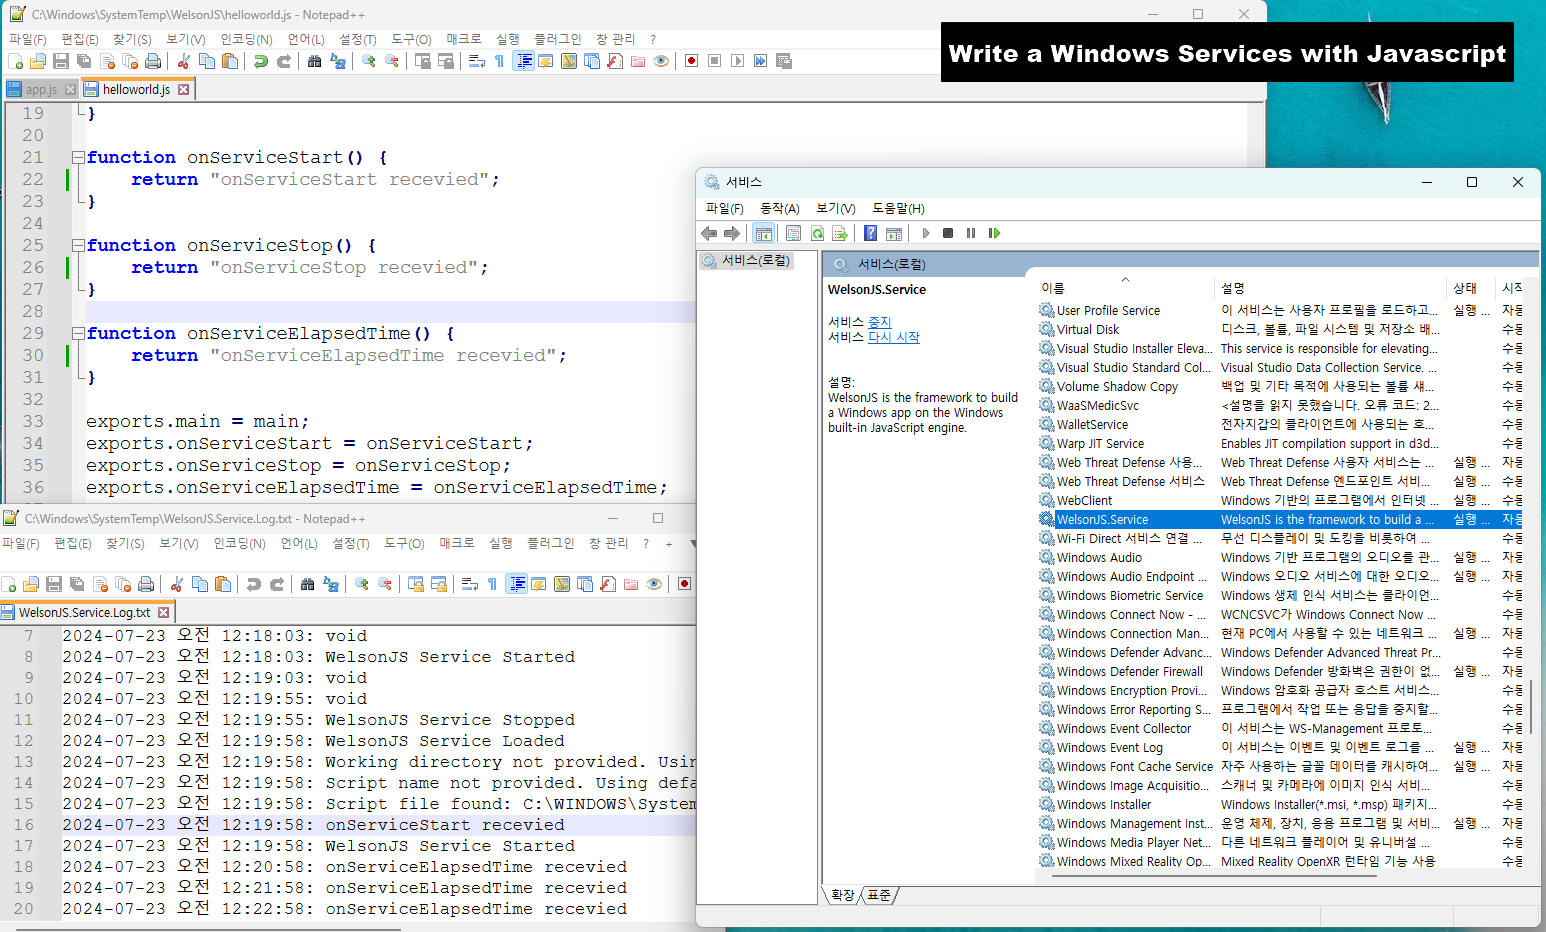 C:\Windows\SystemTemp\WelsonJS\helloworld.js - Notepad++
파일(F) 편집(E) 찾기(S) 보기(V) 인코딩(N) 언어(L) 설정(T) 도구(O) 매크로 실행 플러그인 창 관리 ?
Write a Windows Services with Javascript
app.js helloworld.js
19 }
20
21 function onServiceStart() {
22 return "onServiceStart recevied";
23 }
24
25 function onServiceStop() {
26 return "onServiceStop recevied";
27 }
28
29 function onServiceElapsedTime() {
30 return "onServiceElapsedTime recevied";
31 }
32
33 exports.main = main;
34 exports.onServiceStart = onServiceStart;
35 exports.onServiceStop = onServiceStop;
36 exports.onServiceElapsedTime = onServiceElapsedTime;
C:\Windows\SystemTemp\WelsonJS.Service.Log.txt - Notepad++
파일(F) 편집(E) 찾기(S) 보기(V) 인코딩(N) 언어(L) 설정(T) 도구(O) 매크로 실행 플러그인 창 관리 ? +
WelsonJS.Service.Log.txt
7 2024-07-23 오전 12:18:03: void
8 2024-07-23 오전 12:18:03: WelsonJS Service Started
9 2024-07-23 오전 12:19:03: void
10 2024-07-23 오전 12:19:55: void
11 2024-07-23 오전 12:19:55: WelsonJS Service Stopped
12 2024-07-23 오전 12:19:58: WelsonJS Service Loaded
13 2024-07-23 오전 12:19:58: Working directory not provided. Usin
14 2024-07-23 오전 12:19:58: Script name not provided. Using defa
15 2024-07-23 오전 12:19:58: Script file found: C:\WINDOWS\System
16 2024-07-23 오전 12:19:58: onServiceStart recevied
17 2024-07-23 오전 12:19:58: WelsonJS Service Started
18 2024-07-23 오전 12:20:58: onServiceElapsedTime recevied
19 2024-07-23 오전 12:21:58: onServiceElapsedTime recevied
20 2024-07-23 오전 12:22:58: onServiceElapsedTime recevied
서비스
파일(F) 동작(A) 보기(V) 도움말(H)
서비스(로컬)
서비스(로컬)
WelsonJS.Service
서비스 중지
서비스 다시 시작
설명:
WelsonJS is the framework to build
a Windows app on the Windows
built-in JavaScript engine.
이름 설명 상태 시작
User Profile Service 이 서비스는 사용자 프로필을 로드하고... 실행 ... 자동
Virtual Disk 디스크, 볼륨, 파일 시스템 및 저장소 배... 수동
Visual Studio Installer Eleva... This service is responsible for elevating... 수동
Visual Studio Standard Col... Visual Studio Data Collection Service. ... 수동
Volume Shadow Copy 백업 및 기타 목적에 사용되는 볼륨 섀... 수동
WaaSMedicSvc <설명을 읽지 못했습니다. 오류 코드: 2... 수동
WalletService 전자지갑의 클라이언트에 사용되는 호... 수동
Warp JIT Service Enables JIT compilation support in d3d... 수동
Web Threat Defense 사용... Web Threat Defense 사용자 서비스는 ... 실행 ... 자동
Web Threat Defense 서비스 Web Threat Defense 엔드포인트 서비... 실행 ... 수동
WebClient Windows 기반의 프로그램에서 인터넷 ... 실행 ... 수동
WelsonJS.Service WelsonJS is the framework to build a ... 실행 ... 자동
Wi-Fi Direct 서비스 연결 ... 무선 디스플레이 및 도킹을 비롯하여 ... 수동
Windows Audio Windows 기반 프로그램의 오디오를 관... 실행 ... 자동
Windows Audio Endpoint ... Windows 오디오 서비스에 대한 오디오... 실행 ... 자동
Windows Biometric Service Windows 생체 인식 서비스는 클라이언... 수동
Windows Connect Now - ... WCNCSVC가 Windows Connect Now ... 수동
Windows Connection Man... 현재 PC에서 사용할 수 있는 네트워크 ... 실행 ... 자동
Windows Defender Advanc... Windows Defender Advanced Threat Pr... 수동
Windows Defender Firewall Windows Defender 방화벽은 권한이 없... 실행 ... 자동
Windows Encryption Provi... Windows 암호화 공급자 호스트 서비스... 수동
Windows Error Reporting S... 프로그램에서 작업 또는 응답을 중지할... 수동
Windows Event Collector 이 서비스는 WS-Management 프로토... 수동
Windows Event Log 이 서비스는 이벤트 및 이벤트 로그를 ... 실행 ... 자동
Windows Font Cache Service 자주 사용하는 글꼴 데이터를 캐시하여... 실행 ... 자동
Windows Image Acquisitio... 스캐너 및 카메라에 이미지 인식 서비... 수동
Windows Installer Windows Installer(*.msi, *.msp) 패키지... 수동
Windows Management Inst... 운영 체제, 장치, 응용 프로그램 및 서비... 실행 ... 자동
Windows Media Player Net... 다른 네트워크 플레이어 및 유니버설 ... 수동
Windows Mixed Reality Op... Mixed Reality OpenXR 런타임 기능 사용 수동
확장 표준